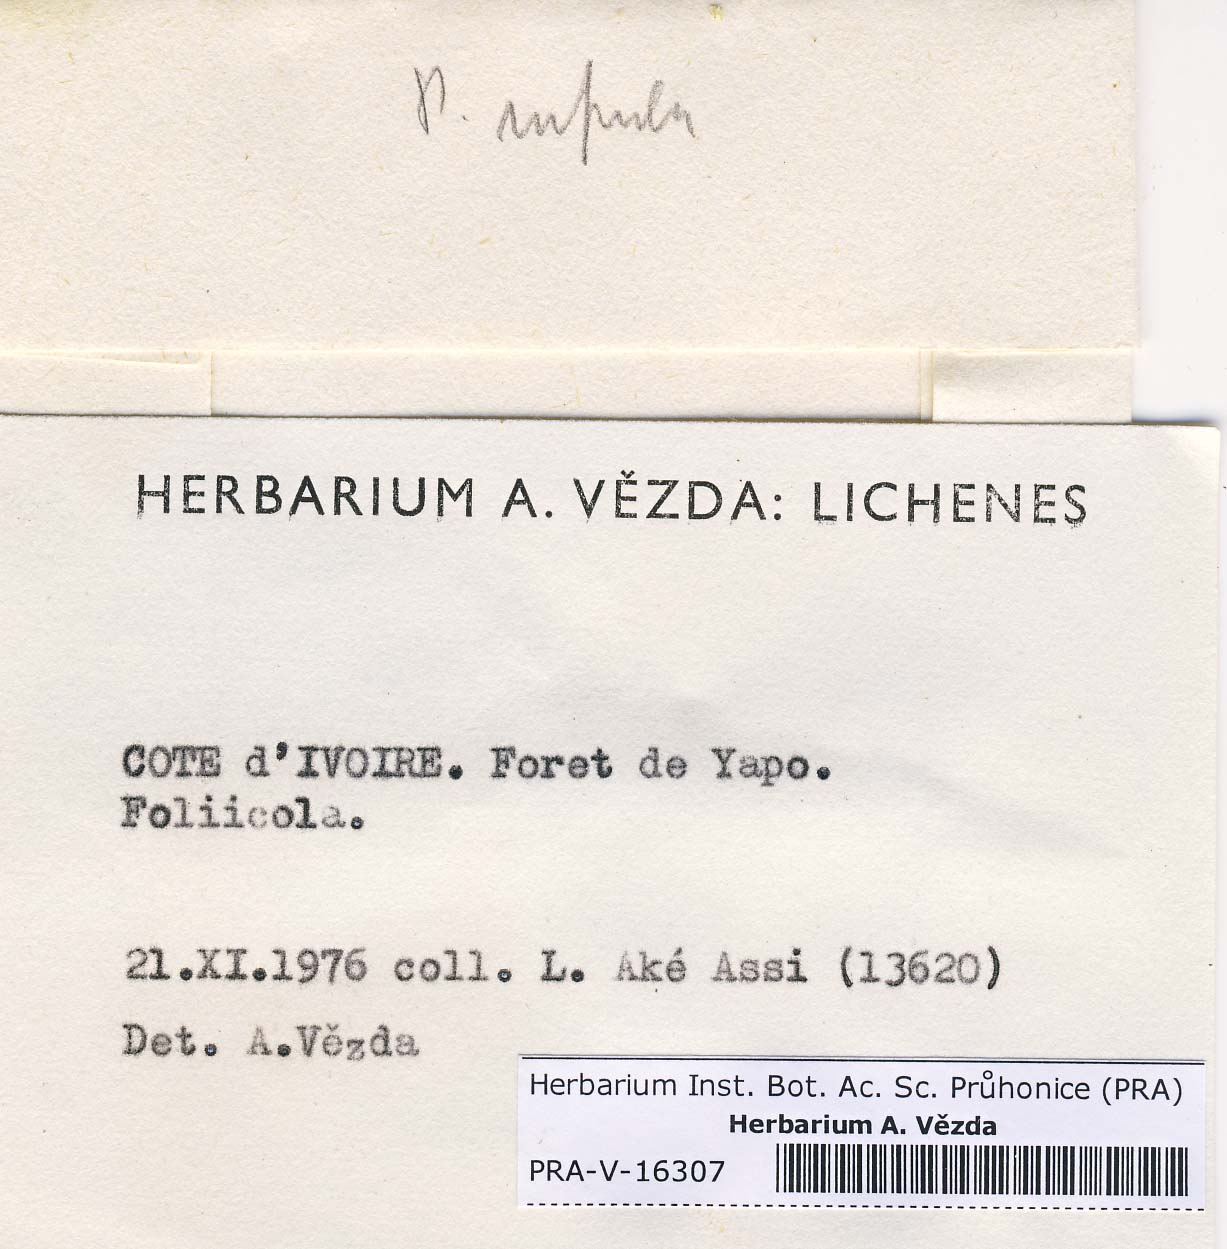 P. rufula
HERBARIUM A. VĚZDA: LICHENES
COTE d'IVOIRE. Foret de Yapo.
Foliicola.
21.XI.1976 coll. L. Aké Assi (13620)
Det. A.Vězda
Herbarium Inst. Bot. Ac. Sc. Průhonice (PRA)
Herbarium A. Vězda
PRA-V-16307